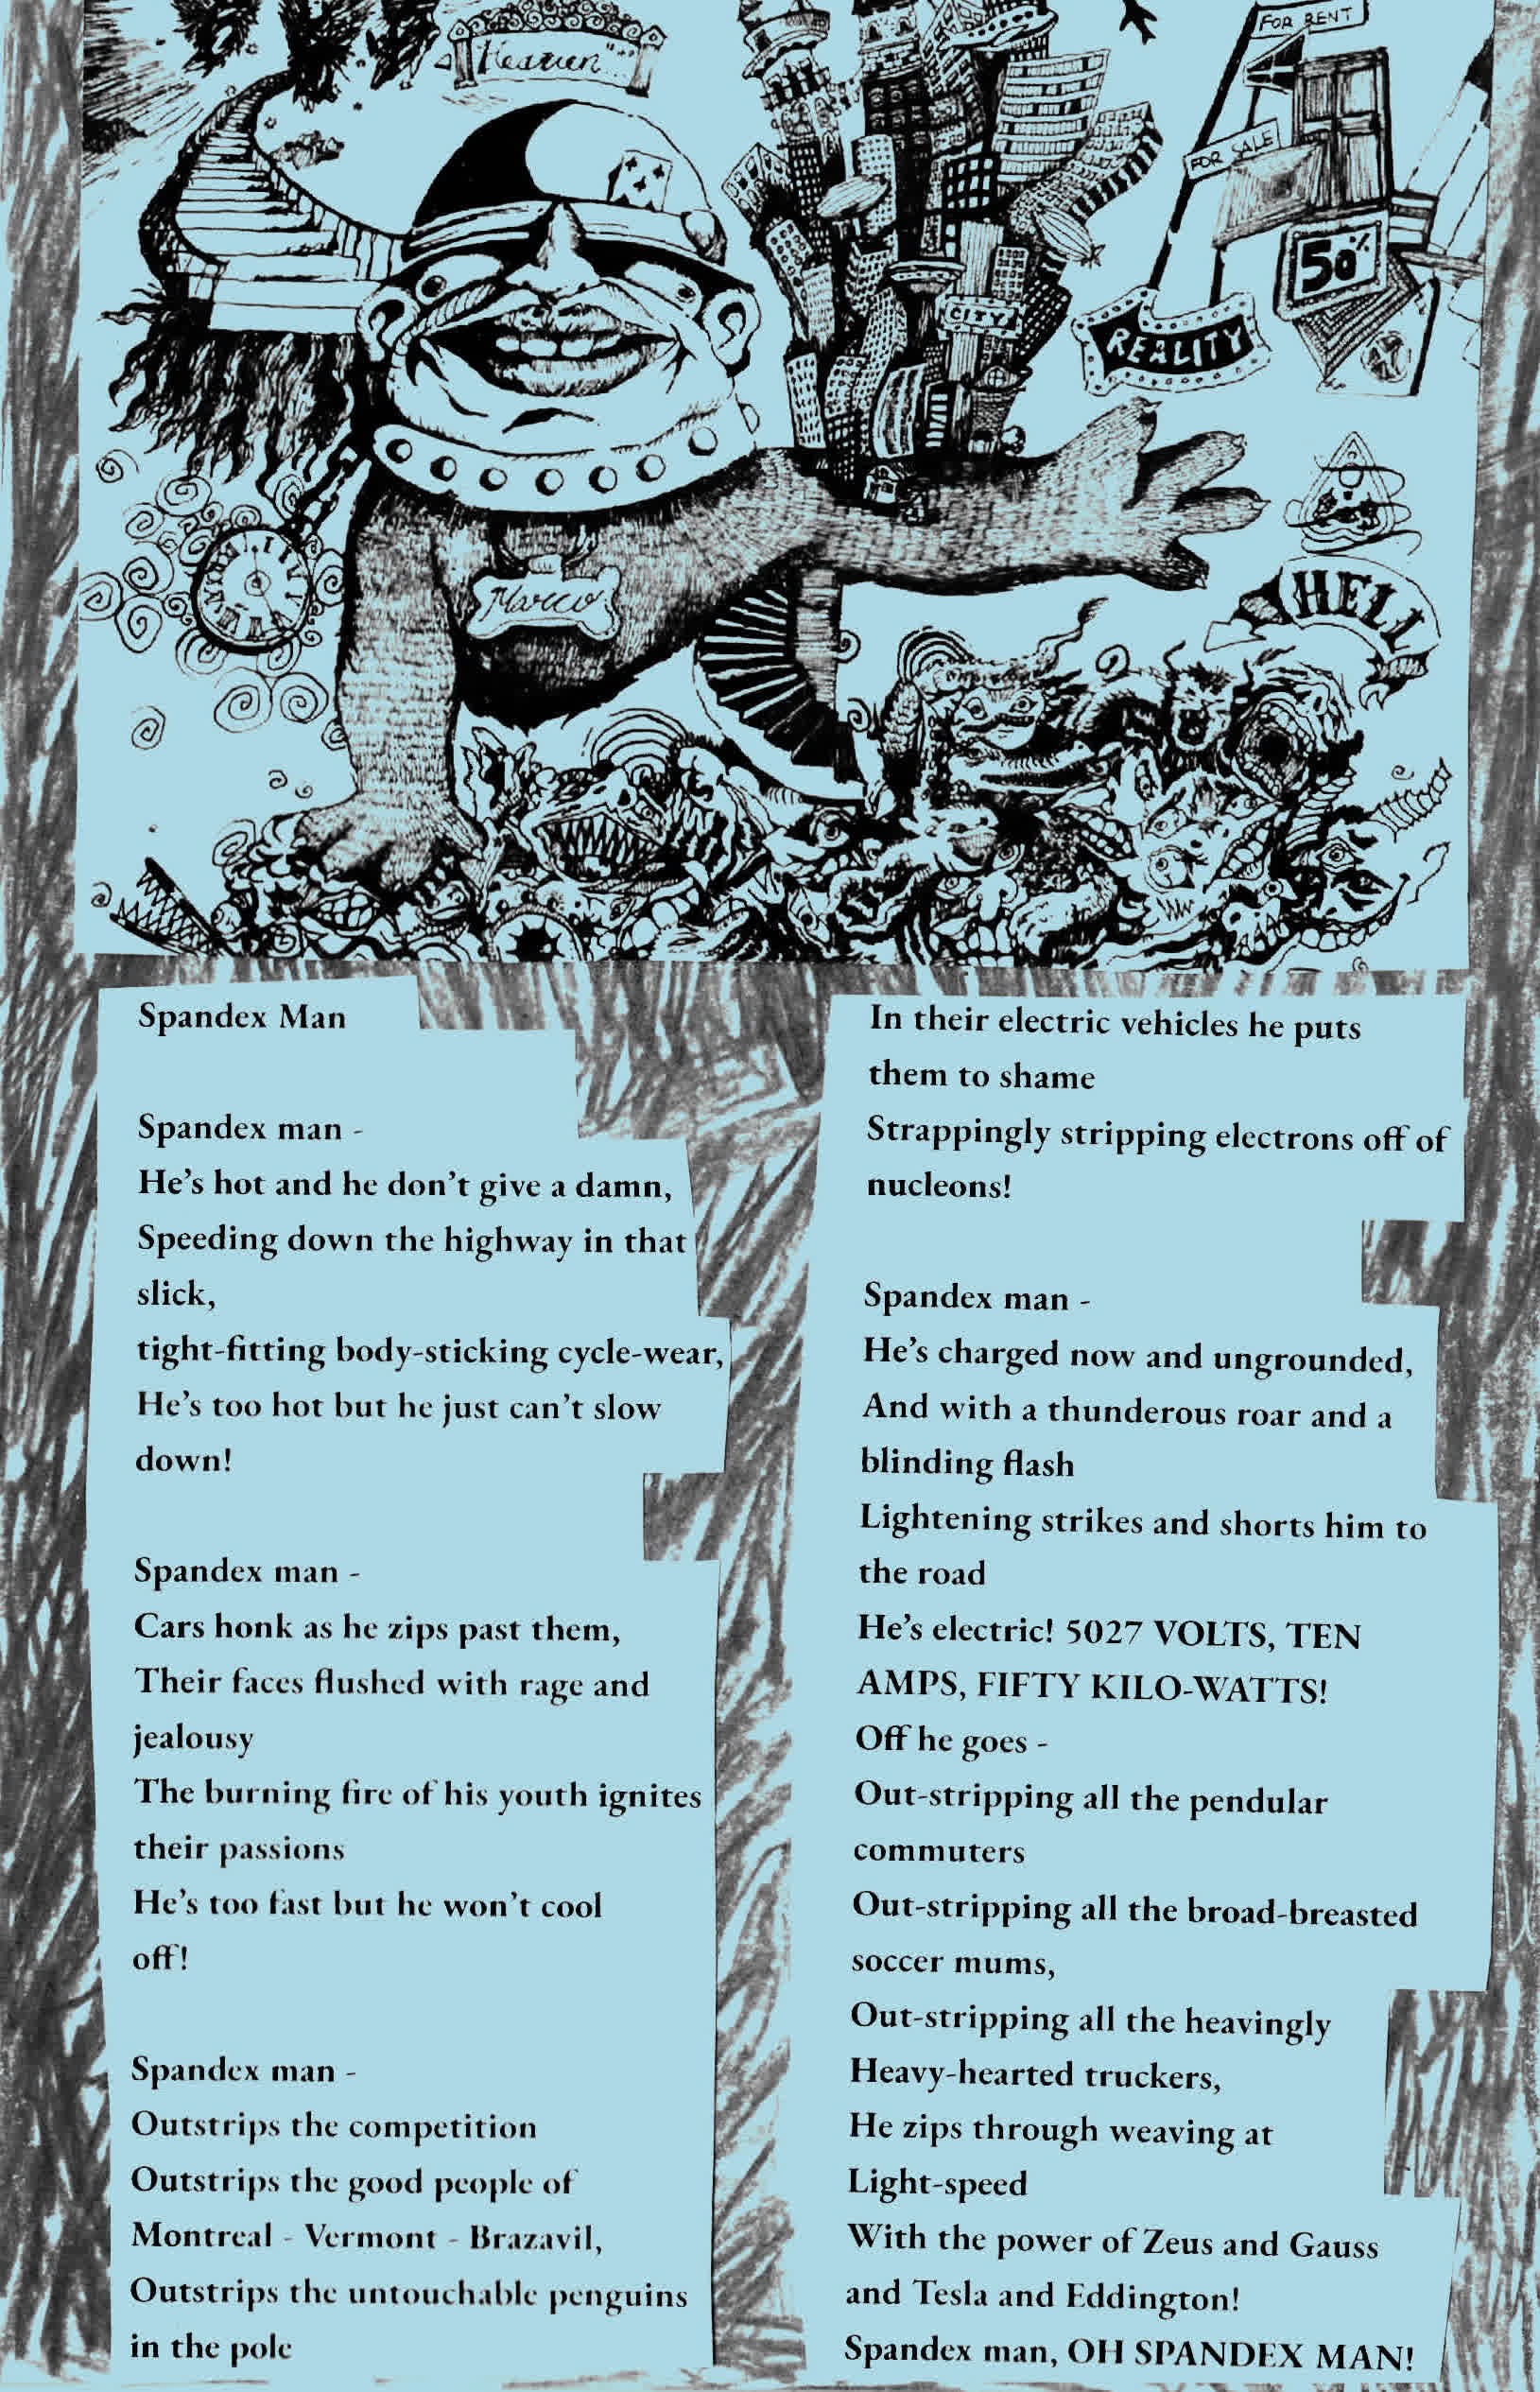 Heaven
FOR RENT
FOR SALE
50%
CITY
REALITY
Marco
HELL
Spandex Man
Spandex man -
He's hot and he don't give a damn,
Speeding down the highway in that
slick,
tight-fitting body-sticking cycle-wear,
He's too hot but he just can't slow
down!
Spandex man -
Cars honk as he zips past them,
Their faces flushed with rage and
jealousy
The burning fire of his youth ignites
their passions
He's too fast but he won't cool
off!
Spandex man -
Outstrips the competition
Outstrips the good people of
Montreal - Vermont - Brazavil,
Outstrips the untouchable penguins
in the pole
In their electric vehicles he puts
them to shame
Strappingly stripping electrons off of
nucleons!
Spandex man -
He's charged now and ungrounded,
And with a thunderous roar and a
blinding flash
Lightening strikes and shorts him to
the road
He's electric! 5027 VOLTS, TEN
AMPS, FIFTY KILO-WATTS!
Off he goes -
Out-stripping all the pendular
commuters
Out-stripping all the broad-breasted
soccer mums,
Out-stripping all the heavingly
Heavy-hearted truckers,
He zips through weaving at
Light-speed
With the power of Zeus and Gauss
and Tesla and Eddington!
Spandex man, OH SPANDEX MAN!